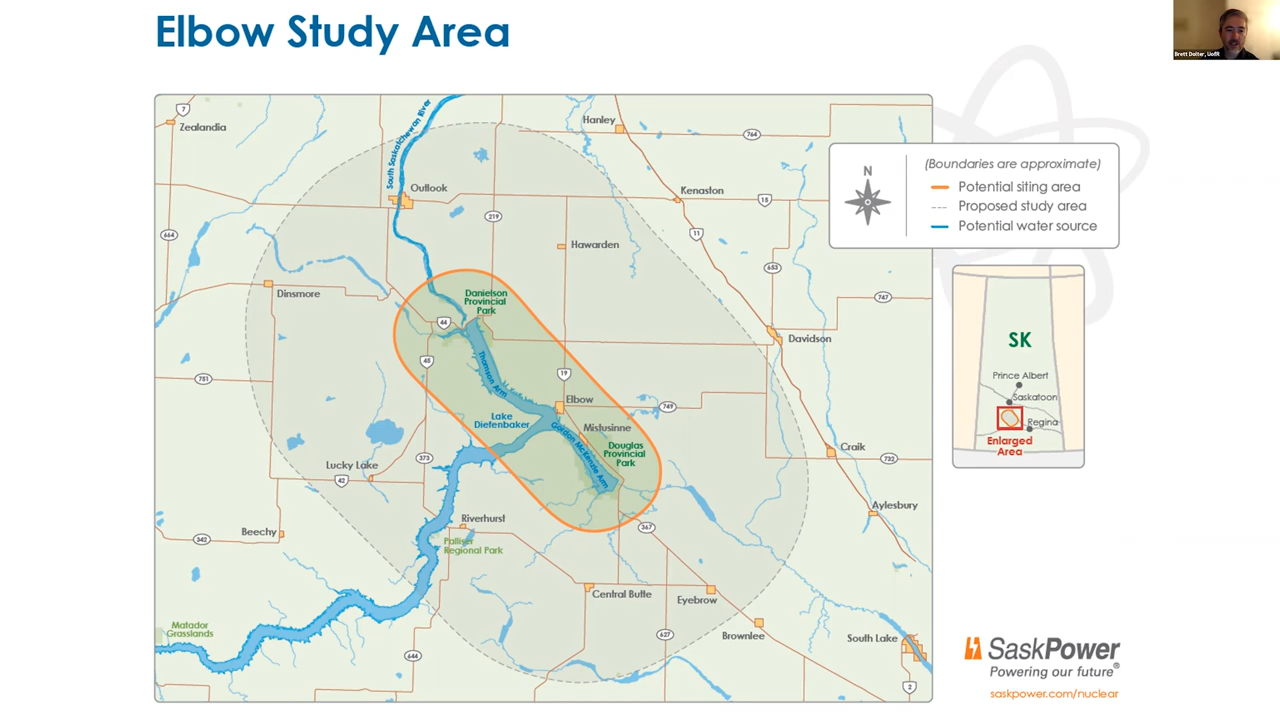 Elbow Study Area
Brett Dolter, UofR
7
Zealandia
South Saskatchewan River
Hanley
764
(Boundaries are approximate)
N
Potential siting area
Proposed study area
Potential water source
Outlook
Kenaston
15
219
11
664
Hawarden
653
Dinsmore
Danielson
Provincial
Park
747
44
Davidson
SK
45
Thomson Arm
19
751
Prince Albert
Saskatoon
Elbow
749
Lake
Diefenbaker
Gordon McKenzie Arm
Mistusinne
Regina
Enlarged
Area
Douglas
Provincial
Park
Craik
732
373
Lucky Lake
42
Aylesbury
Riverhurst
367
Beechy
342
Palliser
Regional Park
Central Butte
Eyebrow
Matador
Grasslands
627
Brownlee
South Lake
644
2
SaskPower
Powering our future®
saskpower.com/nuclear